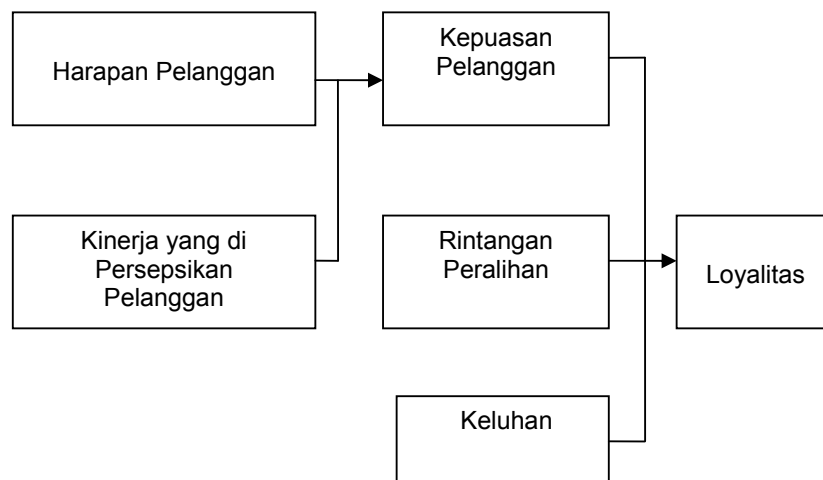 Harapan Pelanggan
Kepuasan
Pelanggan
Kinerja yang di
Persepsikan
Pelanggan
Rintangan
Peralihan
Loyalitas
Keluhan